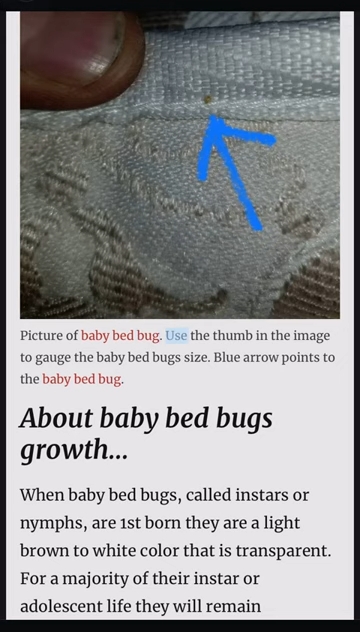 Picture of baby bed bug. Use the thumb in the image
to gauge the baby bed bugs size. Blue arrow points to
the baby bed bug.
About baby bed bugs
growth...
When baby bed bugs, called instars or
nymphs, are 1st born they are a light
brown to white color that is transparent.
For a majority of their instar or
adolescent life they will remain